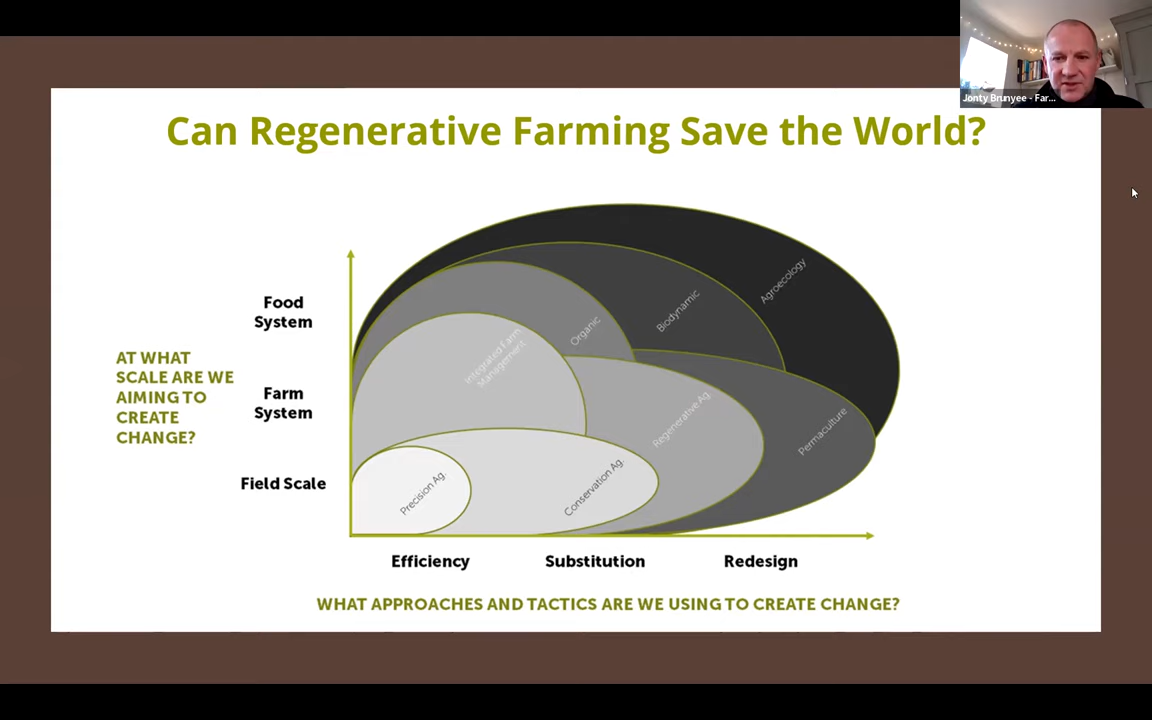 Jonty Brunyee - Far...
Can Regenerative Farming Save the World?
Food
System
AT WHAT
SCALE ARE WE
AIMING TO
CREATE
CHANGE?
Farm
System
Field Scale
Integrated Farm
Management
Organic
Biodynamic
Agroecology
Precision Ag.
Conservation Ag.
Regenerative Ag.
Permaculture
Efficiency
Substitution
Redesign
WHAT APPROACHES AND TACTICS ARE WE USING TO CREATE CHANGE?